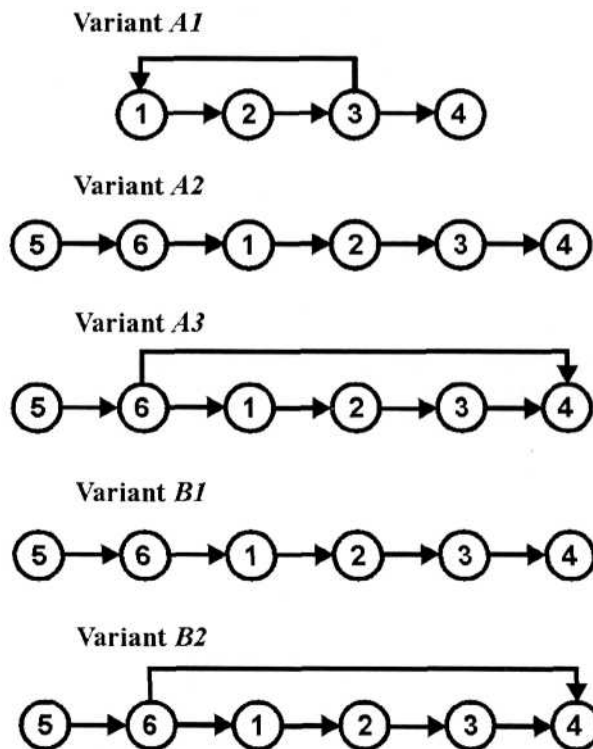 Variant A1
1 2 3 4
Variant A2
5 6 1 2 3 4
Variant A3
5 6 1 2 3 4
Variant B1
5 6 1 2 3 4
Variant B2
5 6 1 2 3 4